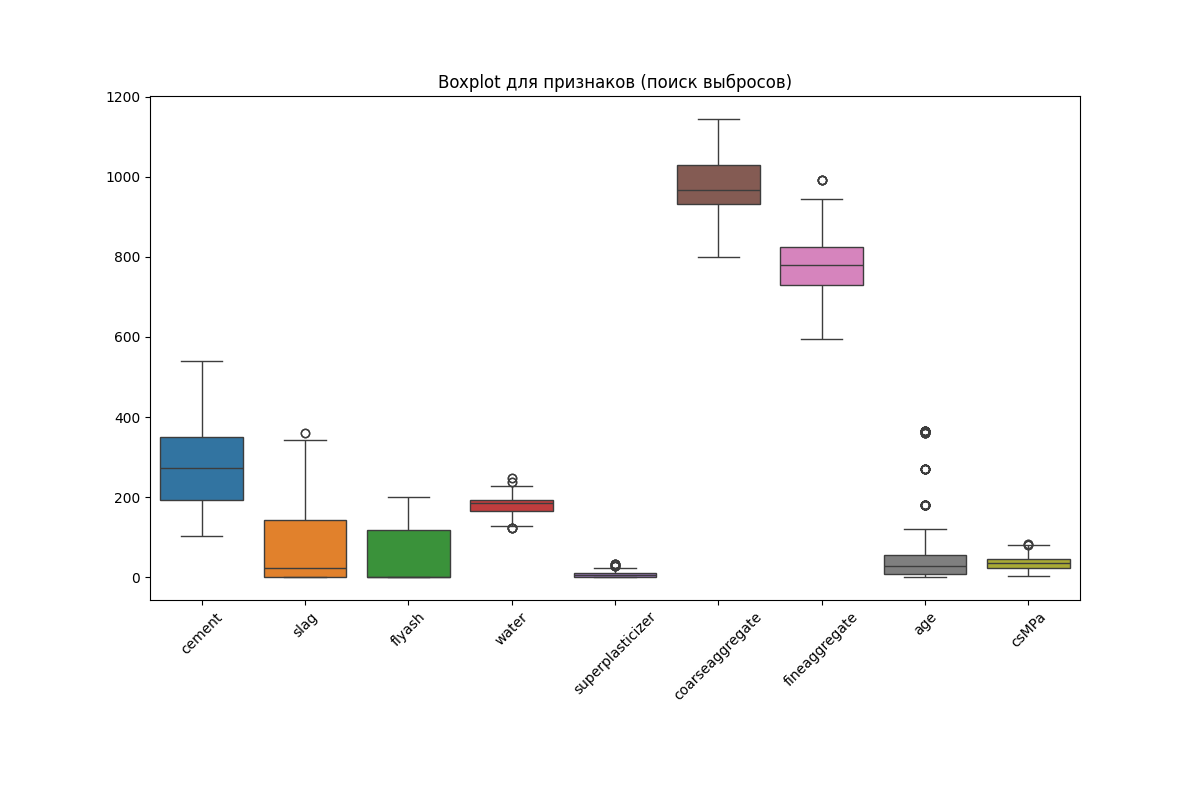 Boxplot для признаков (поиск выбросов)
1200
1000
800
600
400
200
0
cement
slag
flyash
water
superplasticizer
coarseaggregate
fineaggregate
age
csMPa